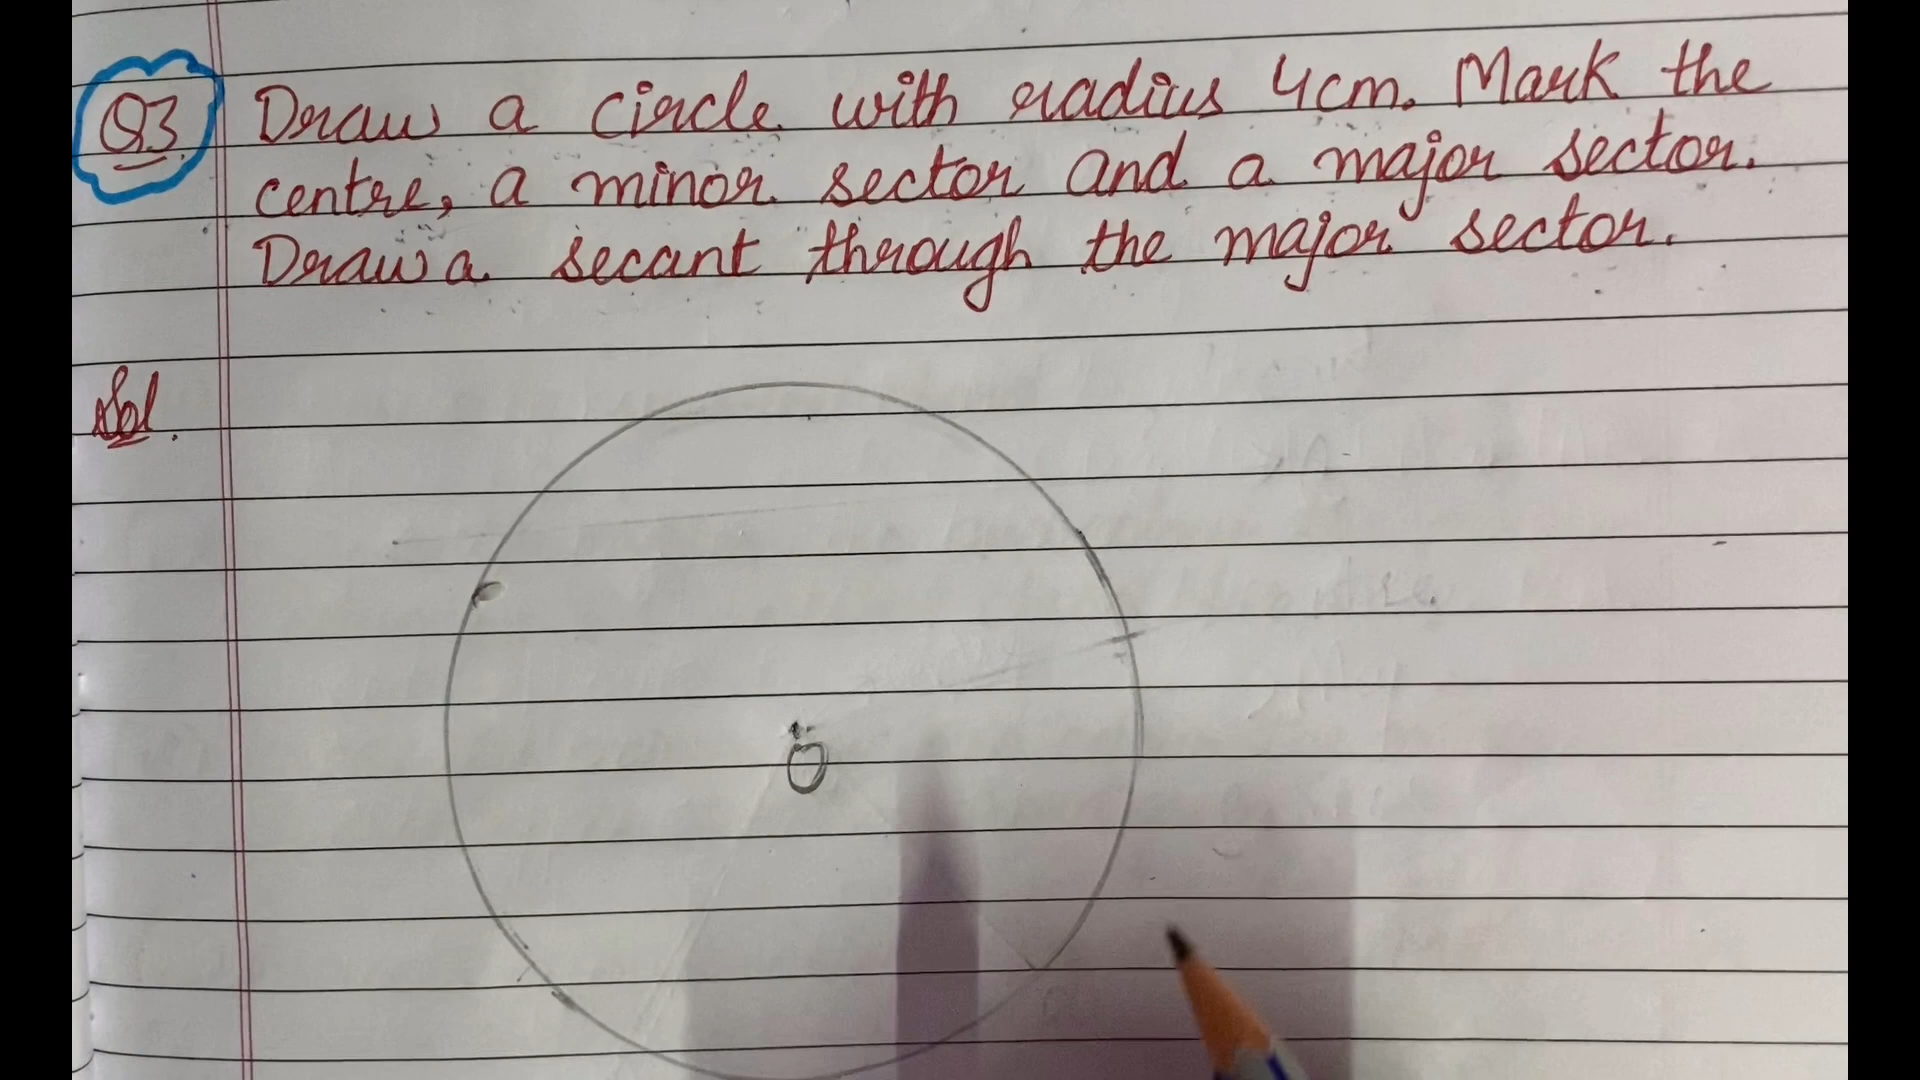 Q3 Draw a circle with radius 4cm. Mark the
centre, a minor sector and a major sector.
Draw a secant through the major sector.
Sol.
O